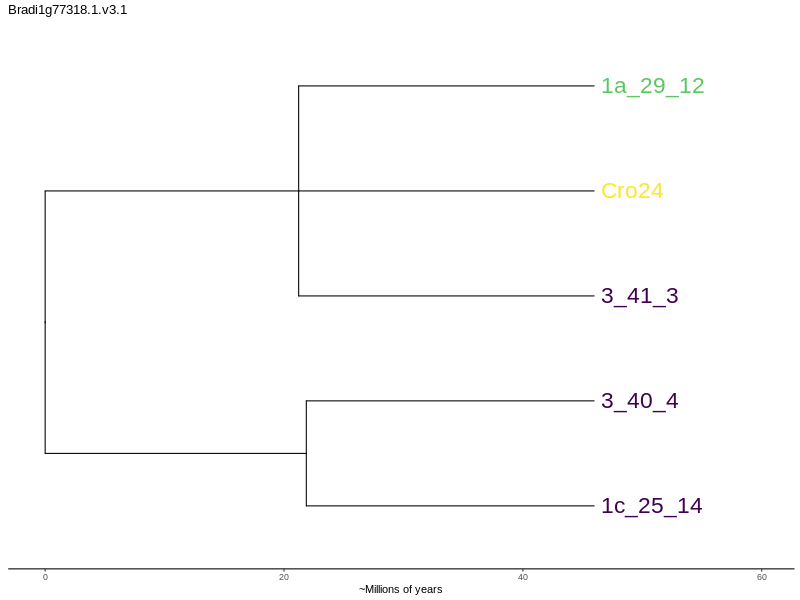 Bradi1g77318.1.v3.1
1a_29_12
Cro24
3_41_3
3_40_4
1c_25_14
0 20 40 60
~Millions of years